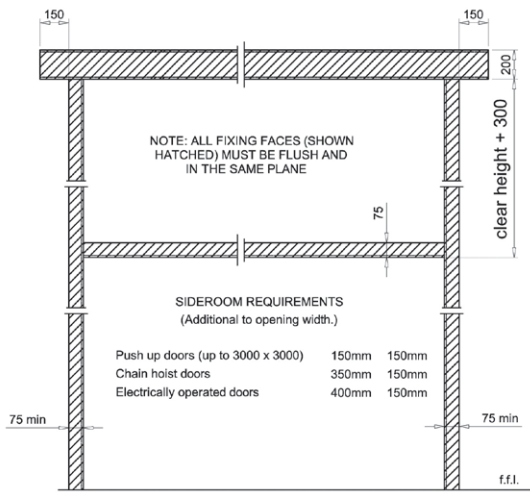 150 150
200
NOTE: ALL FIXING FACES (SHOWN
HATCHED) MUST BE FLUSH AND
IN THE SAME PLANE
clear height + 300
75
SIDEROOM REQUIREMENTS
(Additional to opening width.)
Push up doors (up to 3000 x 3000) 150mm 150mm
Chain hoist doors 350mm 150mm
Electrically operated doors 400mm 150mm
75 min 75 min
f.f.l.